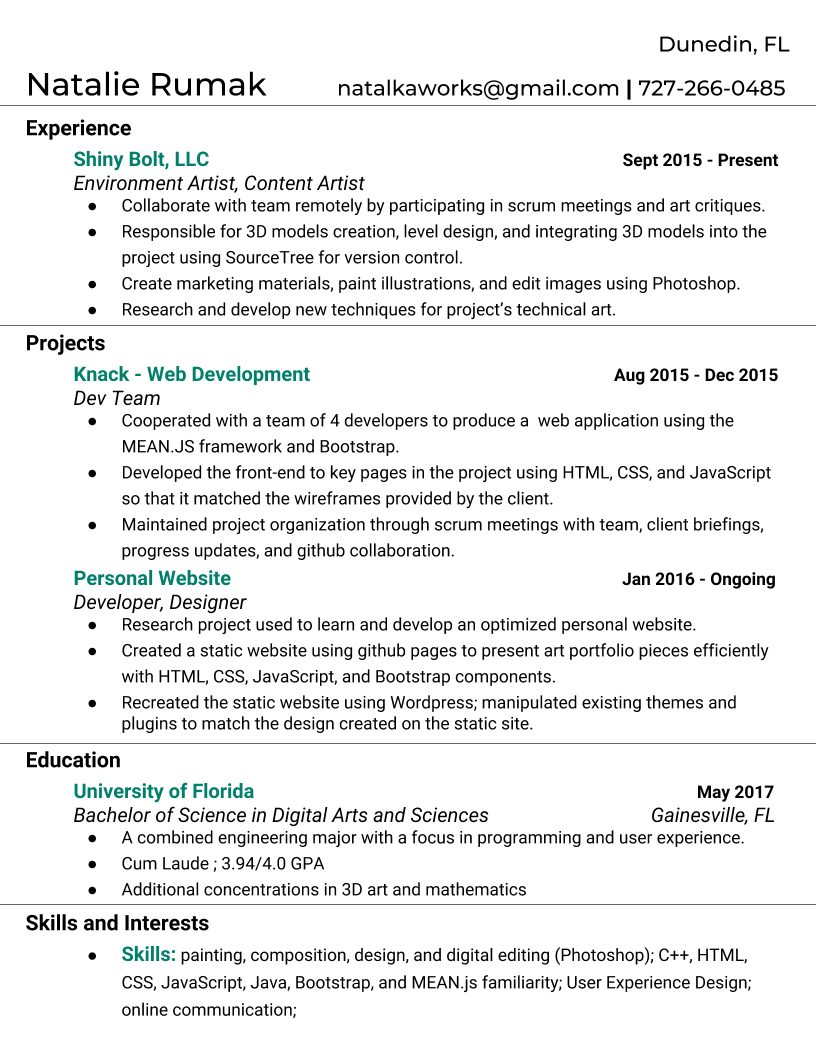 Dunedin, FL
Natalie Rumak natalkaworks@gmail.com | 727-266-0485
Experience
Shiny Bolt, LLC Sept 2015 - Present
Environment Artist, Content Artist
● Collaborate with team remotely by participating in scrum meetings and art critiques.
● Responsible for 3D models creation, level design, and integrating 3D models into the
project using SourceTree for version control.
● Create marketing materials, paint illustrations, and edit images using Photoshop.
● Research and develop new techniques for project’s technical art.
Projects
Knack - Web Development Aug 2015 - Dec 2015
Dev Team
● Cooperated with a team of 4 developers to produce a  web application using the
MEAN.JS framework and Bootstrap.
● Developed the front-end to key pages in the project using HTML, CSS, and JavaScript
so that it matched the wireframes provided by the client.
● Maintained project organization through scrum meetings with team, client briefings,
progress updates, and github collaboration.
Personal Website Jan 2016 - Ongoing
Developer, Designer
● Research project used to learn and develop an optimized personal website.
● Created a static website using github pages to present art portfolio pieces efficiently
with HTML, CSS, JavaScript, and Bootstrap components.
● Recreated the static website using Wordpress; manipulated existing themes and
plugins to match the design created on the static site.
Education
University of Florida May 2017
Bachelor of Science in Digital Arts and Sciences Gainesville, FL
● A combined engineering major with a focus in programming and user experience.
● Cum Laude ; 3.94/4.0 GPA
● Additional concentrations in 3D art and mathematics
Skills and Interests
● Skills: painting, composition, design, and digital editing (Photoshop); C++, HTML,
CSS, JavaScript, Java, Bootstrap, and MEAN.js familiarity; User Experience Design;
online communication;